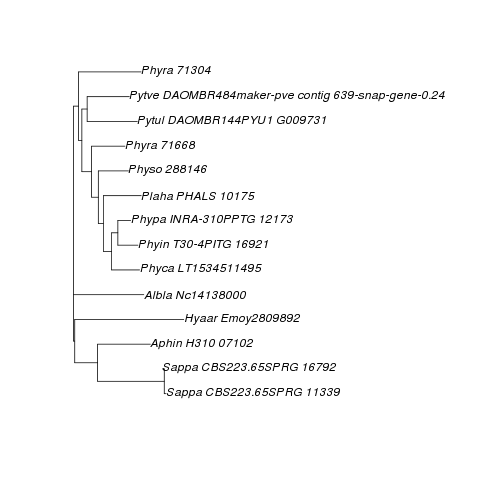 Phyra 71304
Pytve DAOMBR484maker-pve contig 639-snap-gene-0.24
Pytul DAOMBR144PYU1 G009731
Phyra 71668
Physo 288146
Plaha PHALS 10175
Phypa INRA-310PPTG 12173
Phyin T30-4PITG 16921
Phyca LT1534511495
Albla Nc14138000
Hyaar Emoy2809892
Aphin H310 07102
Sappa CBS223.65SPRG 16792
Sappa CBS223.65SPRG 11339